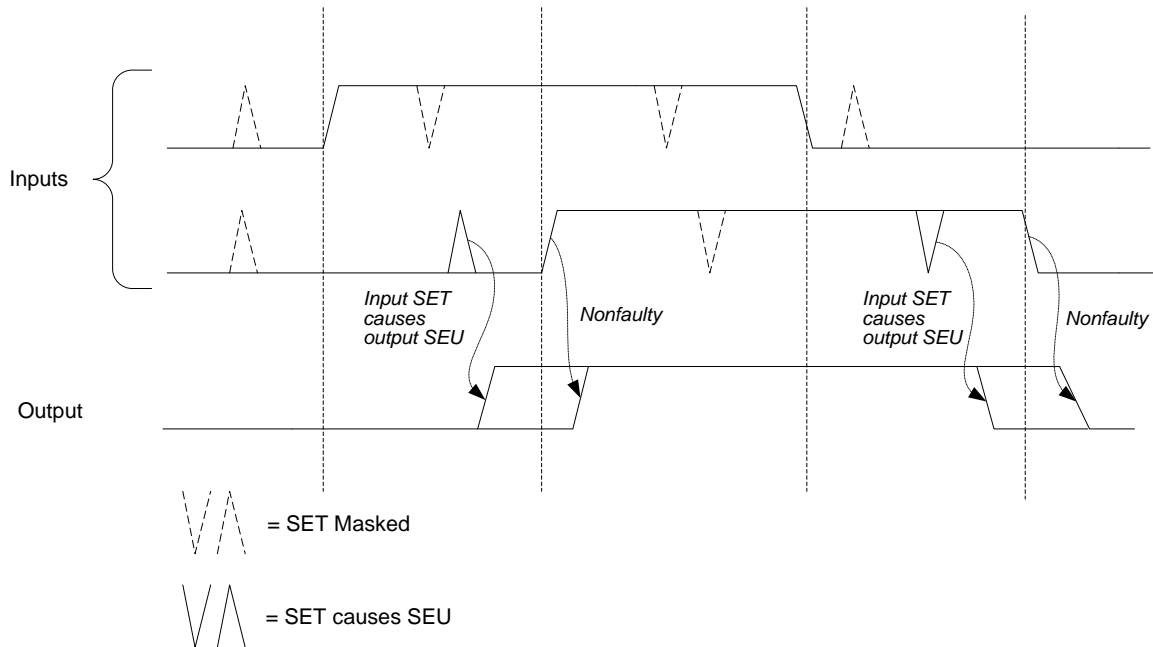 Inputs
Input SET
causes
output SEU
Nonfaulty
Input SET
causes
output SEU
Nonfaulty
Output
= SET Masked
= SET causes SEU